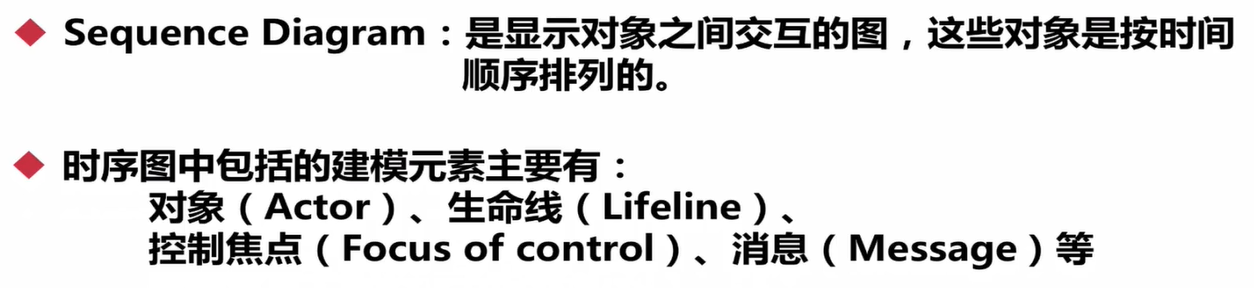 Sequence Diagram：是显示对象之间交互的图，这些对象是按时间
顺序排列的。
时序图中包括的建模元素主要有：
对象（Actor）、生命线（Lifeline）、
控制焦点（Focus of control）、消息（Message）等